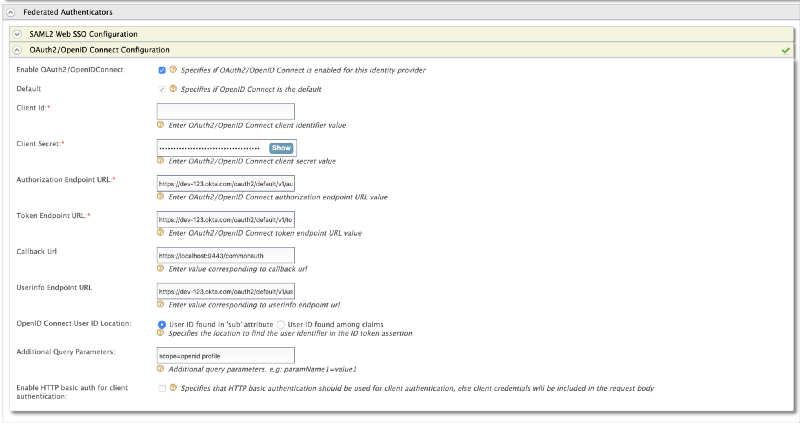 Federated Authenticators
SAML2 Web SSO Configuration
OAuth2/OpenID Connect Configuration
Enable OAuth2/OpenIDConnect
Specifies if OAuth2/OpenID Connect is enabled for this identity provider
Default
Specifies if OpenID Connect is the default
Client Id:*
Enter OAuth2/OpenID Connect client identifier value
Client Secret:*
Show
Enter OAuth2/OpenID Connect client secret value
Authorization Endpoint URL:*
https://dev-123.okta.com/oauth2/default/v1/au
Enter OAuth2/OpenID Connect authorization endpoint URL value
Token Endpoint URL:*
https://dev-123.okta.com/oauth2/default/v1/to
Enter OAuth2/OpenID Connect token endpoint URL value
Callback Url
https://localhost:9443/commonauth
Enter value corresponding to callback url
Userinfo Endpoint URL
https://dev-123.okta.com/oauth2/default/v1/us
Enter value corresponding to userinfo endpoint url
OpenID Connect User ID Location:
User ID found in 'sub' attribute
User ID found among claims
Specifies the location to find the user identifier in the ID token assertion
Additional Query Parameters:
scope=openid profile
Additional query parameters. e.g: paramName1=value1
Enable HTTP basic auth for client
authentication:
Specifies that HTTP basic authentication should be used for client authentication, else client credentials will be included in the request body